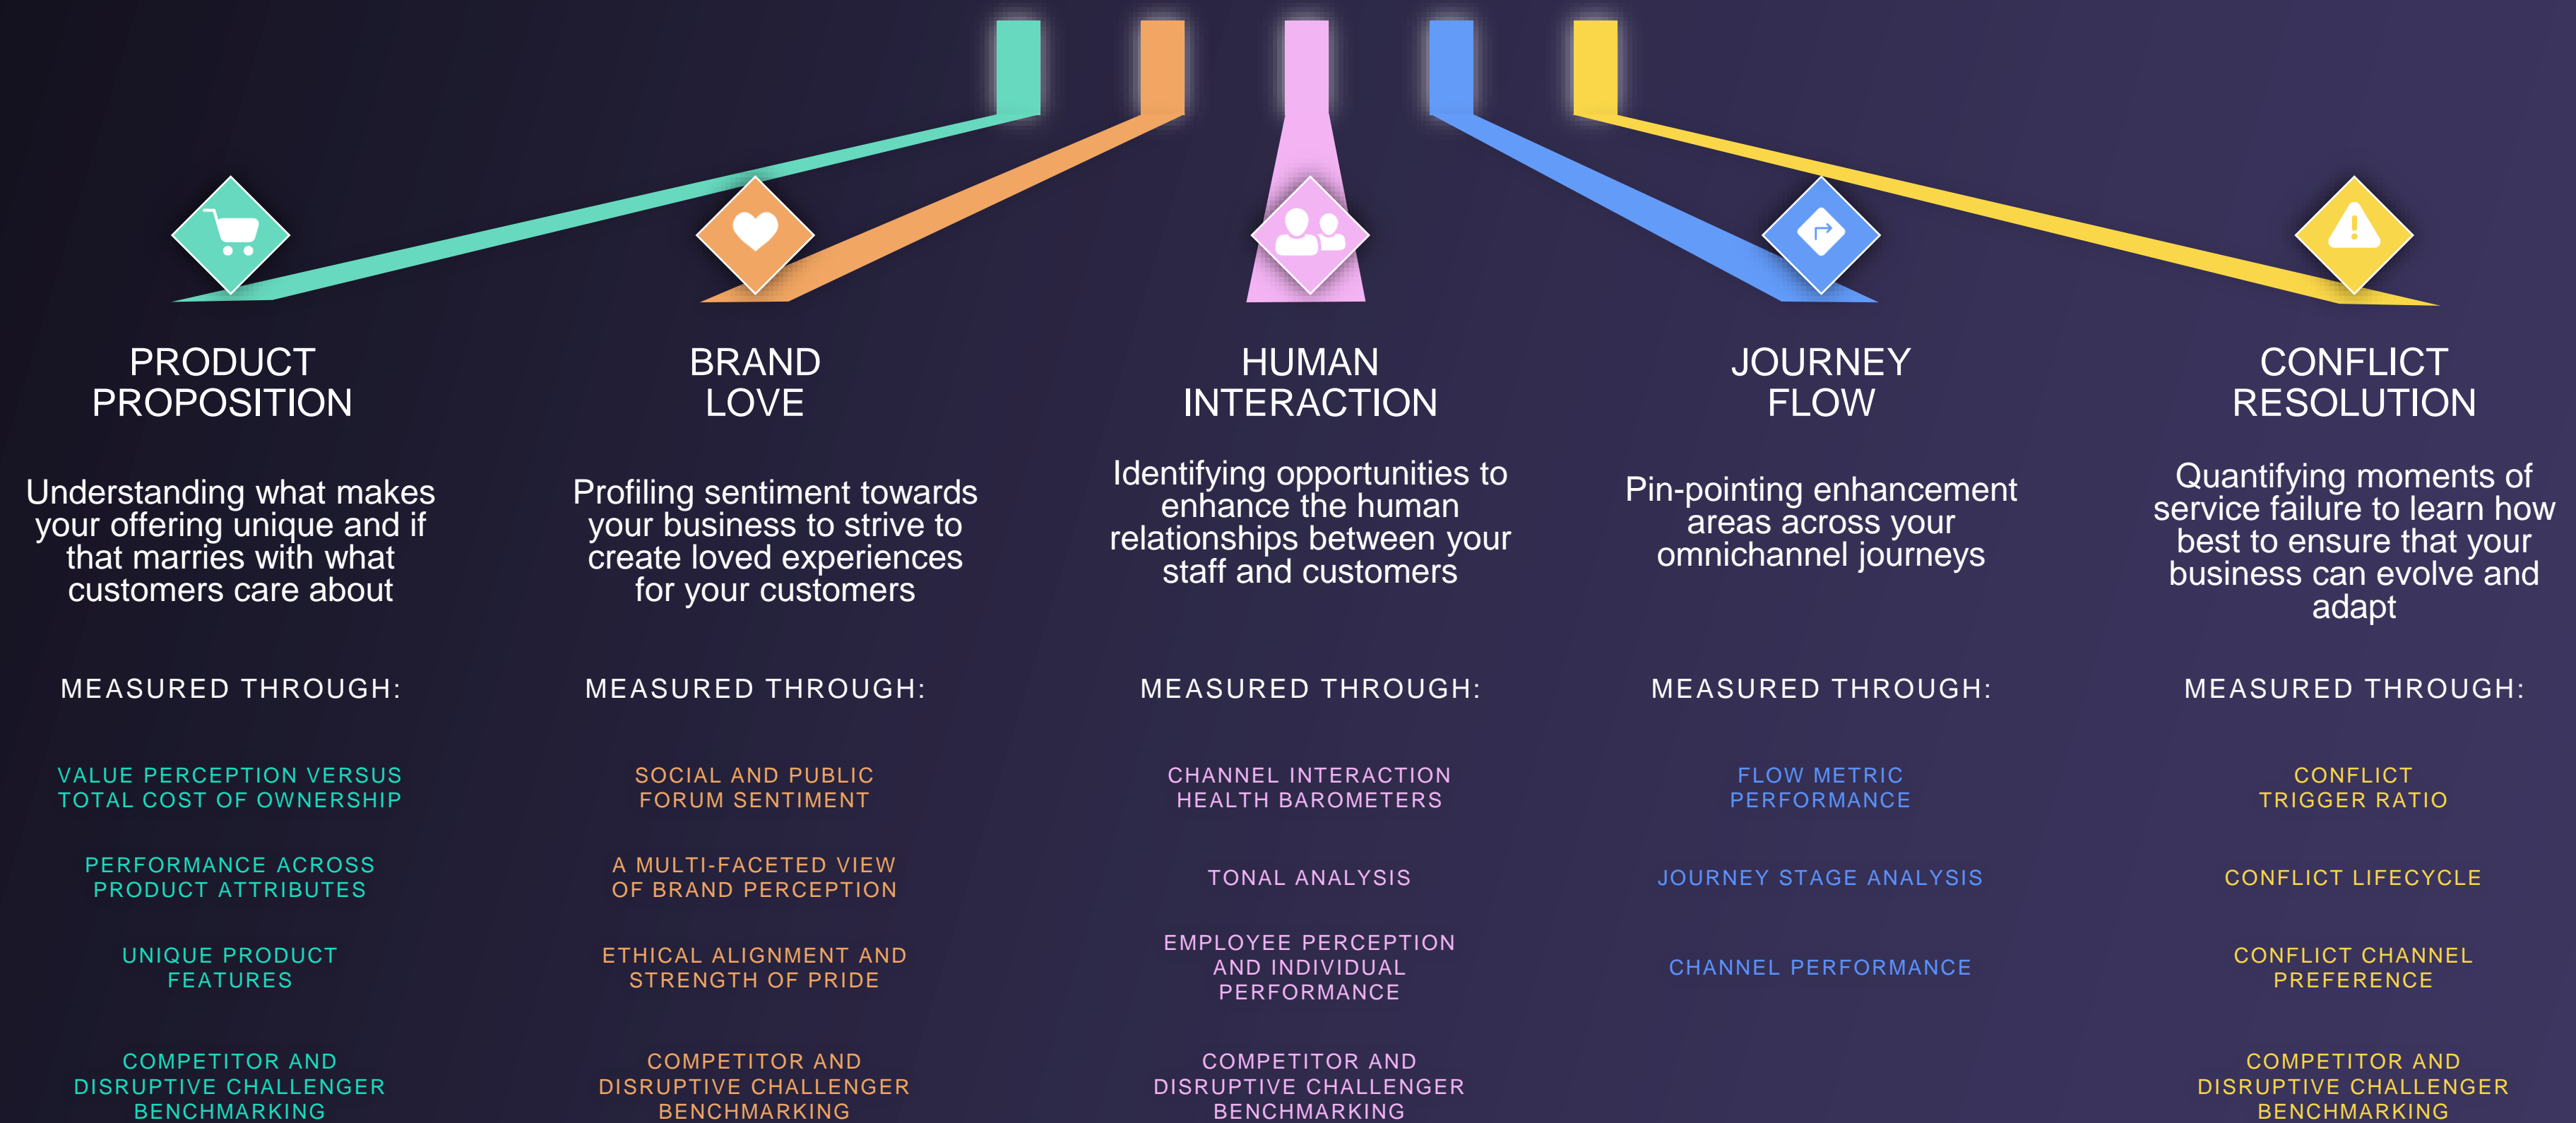 PRODUCT
PROPOSITION
Understanding what makes
your offering unique and if
that marries with what
customers care about
MEASURED THROUGH:
VALUE PERCEPTION VERSUS
TOTAL COST OF OWNERSHIP
PERFORMANCE ACROSS
PRODUCT ATTRIBUTES
UNIQUE PRODUCT
FEATURES
COMPETITOR AND
DISRUPTIVE CHALLENGER
BENCHMARKING
BRAND
LOVE
Profiling sentiment towards
your business to strive to
create loved experiences
for your customers
MEASURED THROUGH:
SOCIAL AND PUBLIC
FORUM SENTIMENT
A MULTI-FACETED VIEW
OF BRAND PERCEPTION
ETHICAL ALIGNMENT AND
STRENGTH OF PRIDE
COMPETITOR AND
DISRUPTIVE CHALLENGER
BENCHMARKING
HUMAN
INTERACTION
Identifying opportunities to
enhance the human
relationships between your
staff and customers
MEASURED THROUGH:
CHANNEL INTERACTION
HEALTH BAROMETERS
TONAL ANALYSIS
EMPLOYEE PERCEPTION
AND INDIVIDUAL
PERFORMANCE
COMPETITOR AND
DISRUPTIVE CHALLENGER
BENCHMARKING
JOURNEY
FLOW
Pin-pointing enhancement
areas across your
omnichannel journeys
MEASURED THROUGH:
FLOW METRIC
PERFORMANCE
JOURNEY STAGE ANALYSIS
CHANNEL PERFORMANCE
CONFLICT
RESOLUTION
Quantifying moments of
service failure to learn how
best to ensure that your
business can evolve and
adapt
MEASURED THROUGH:
CONFLICT
TRIGGER RATIO
CONFLICT LIFECYCLE
CONFLICT CHANNEL
PREFERENCE
COMPETITOR AND
DISRUPTIVE CHALLENGER
BENCHMARKING